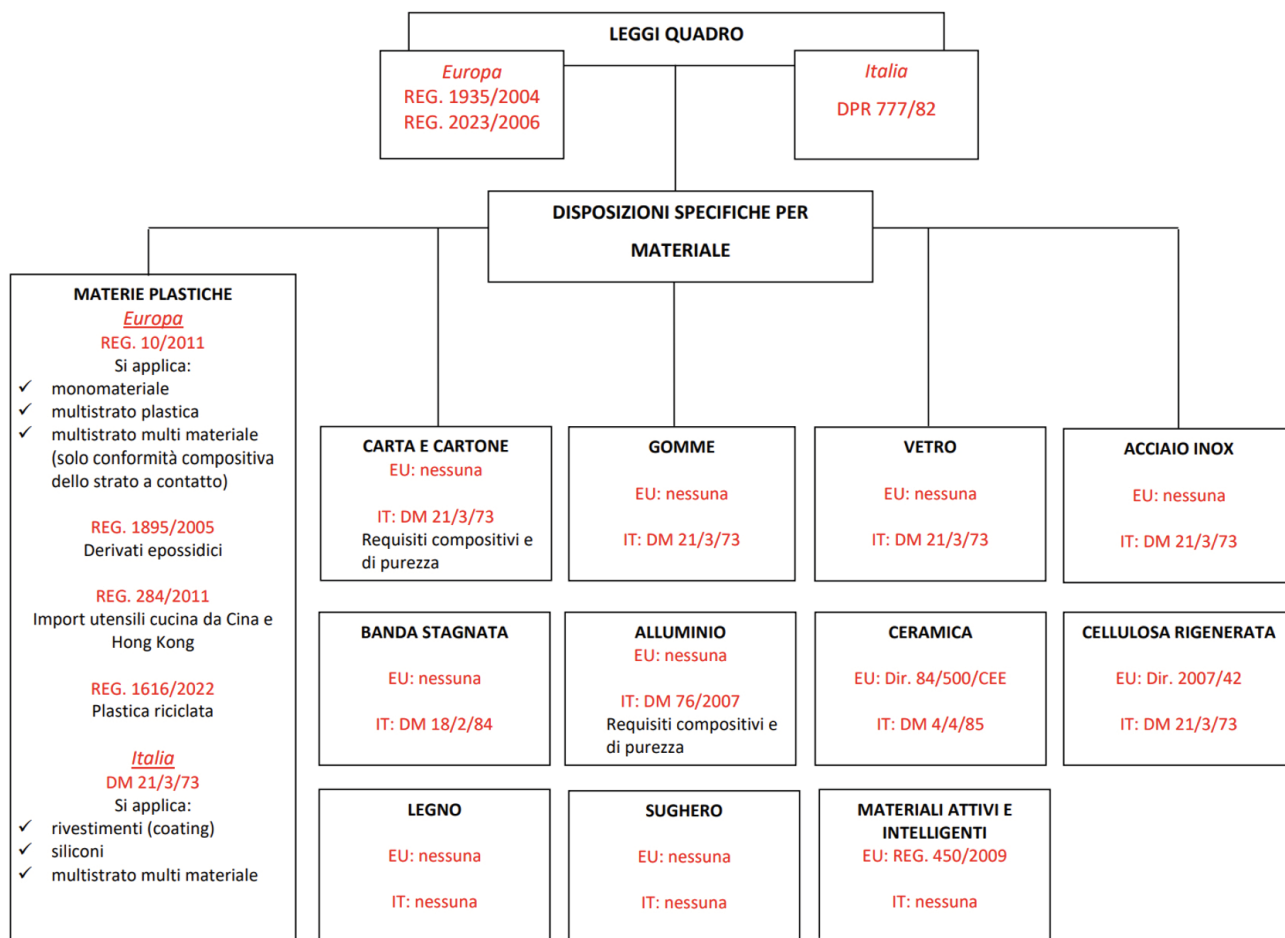 LEGGI QUADRO
Europa
REG. 1935/2004
REG. 2023/2006
Italia
DPR 777/82
DISPOSIZIONI SPECIFICHE PER
MATERIALE
MATERIE PLASTICHE
Europa
REG. 10/2011
Si applica:
✓ monomateriale
✓ multistrato plastica
✓ multistrato multi materiale
(solo conformità compositiva
dello strato a contatto)
REG. 1895/2005
Derivati epossidici
REG. 284/2011
Import utensili cucina da Cina e
Hong Kong
REG. 1616/2022
Plastica riciclata
Italia
DM 21/3/73
Si applica:
✓ rivestimenti (coating)
✓ siliconi
✓ multistrato multi materiale
CARTA E CARTONE
EU: nessuna
IT: DM 21/3/73
Requisiti compositivi e
di purezza
GOMME
EU: nessuna
IT: DM 21/3/73
VETRO
EU: nessuna
IT: DM 21/3/73
ACCIAIO INOX
EU: nessuna
IT: DM 21/3/73
BANDA STAGNATA
EU: nessuna
IT: DM 18/2/84
ALLUMINIO
EU: nessuna
IT: DM 76/2007
Requisiti compositivi e
di purezza
CERAMICA
EU: Dir. 84/500/CEE
IT: DM 4/4/85
CELLULOSA RIGENERATA
EU: Dir. 2007/42
IT: DM 21/3/73
LEGNO
EU: nessuna
IT: nessuna
SUGHERO
EU: nessuna
IT: nessuna
MATERIALI ATTIVI E
INTELLIGENTI
EU: REG. 450/2009
IT: nessuna